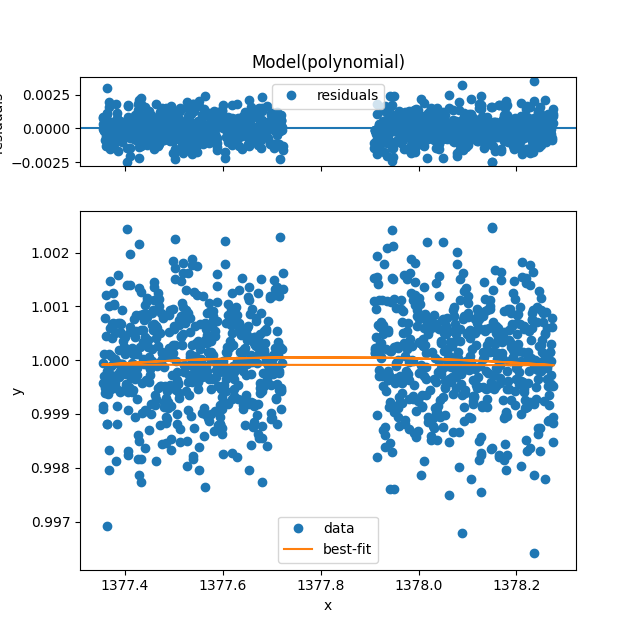 Model(polynomial)
residuals
0.0025
0.0000
−0.0025
residuals
1.002
1.001
1.000
0.999
0.998
0.997
y
data
best-fit
1377.4 1377.6 1377.8 1378.0 1378.2
x